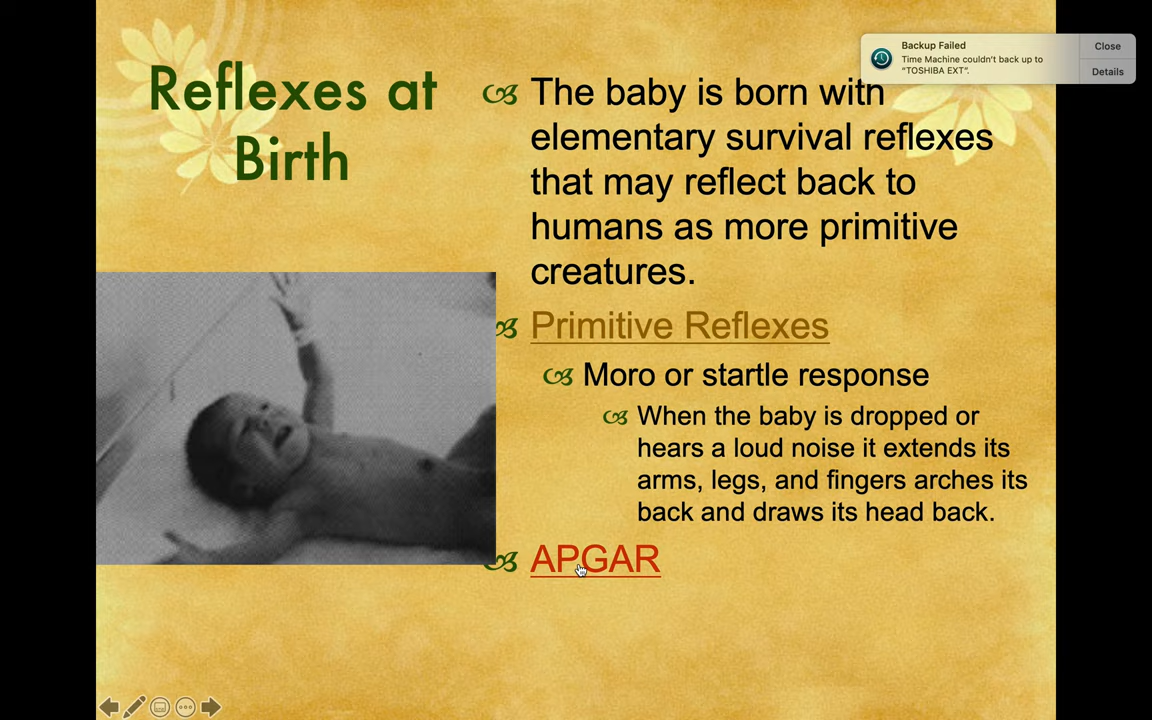 Reflexes at
Birth
The baby is born with
elementary survival reflexes
that may reflect back to
humans as more primitive
creatures.
Primitive Reflexes
Moro or startle response
When the baby is dropped or
hears a loud noise it extends its
arms, legs, and fingers arches its
back and draws its head back.
APGAR
Backup Failed
Time Machine couldn't back up to
"TOSHIBA EXT".
Close
Details